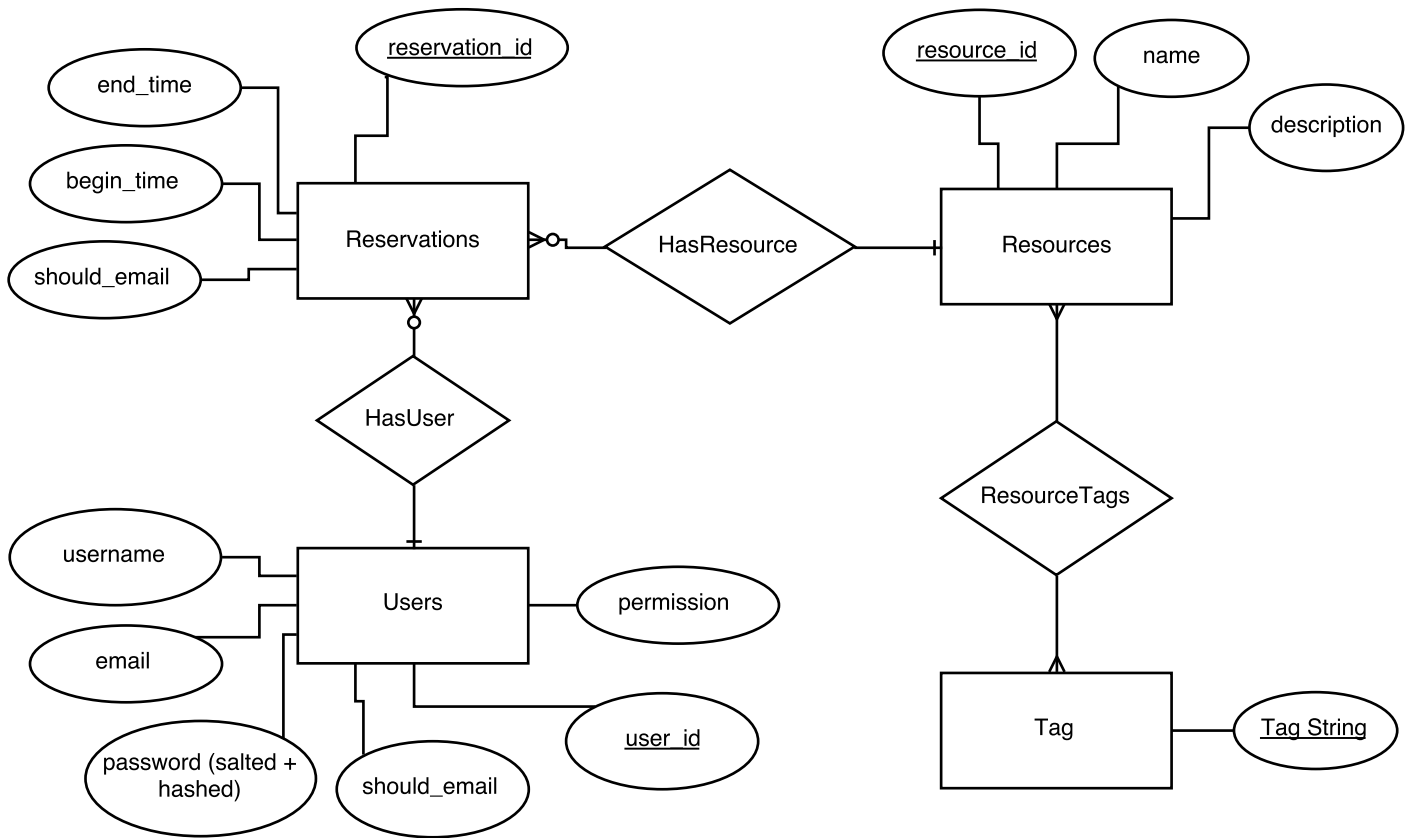 reservation_id
resource_id
name
end_time
description
begin_time
Reservations
HasResource
Resources
should_email
HasUser
ResourceTags
username
Users
permission
email
Tag
Tag String
user_id
password (salted +
hashed)
should_email